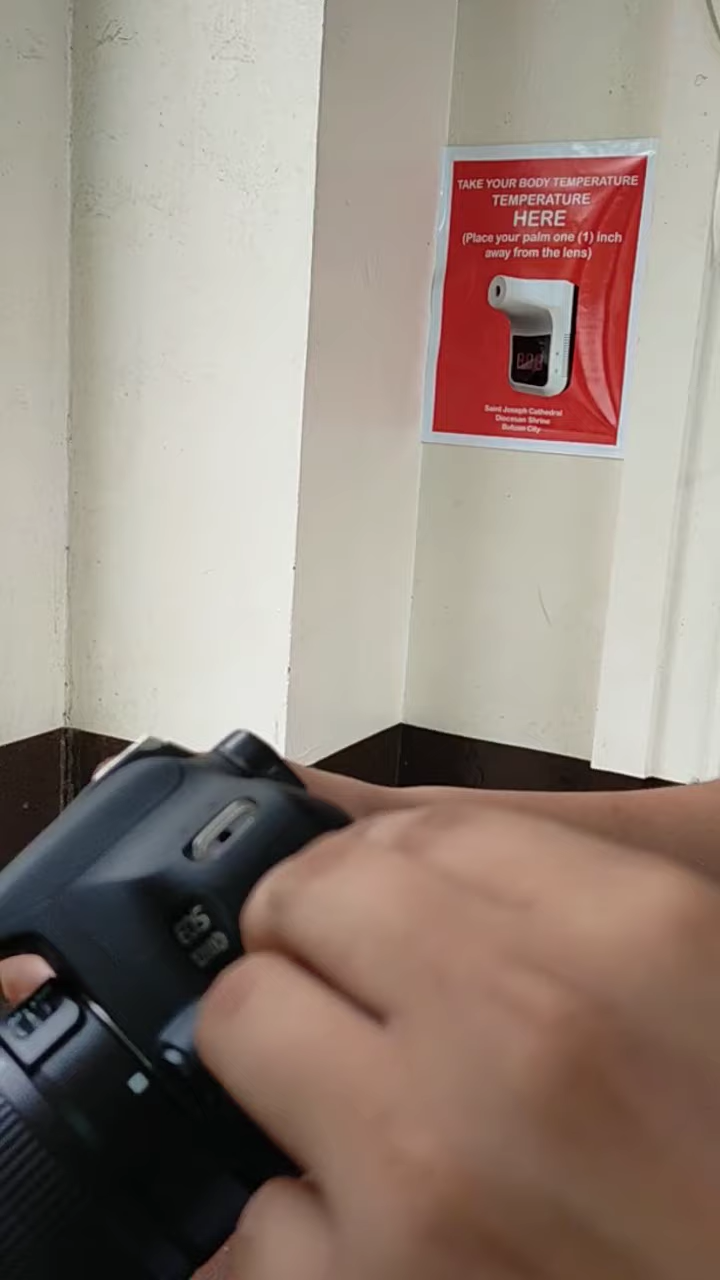 TAKE YOUR BODY TEMPERATURE
TEMPERATURE
HERE
(Place your palm one (1) inch
away from the lens)
Saint Joseph Cathedral
Diocesan Shrine
Butuan City
EOS